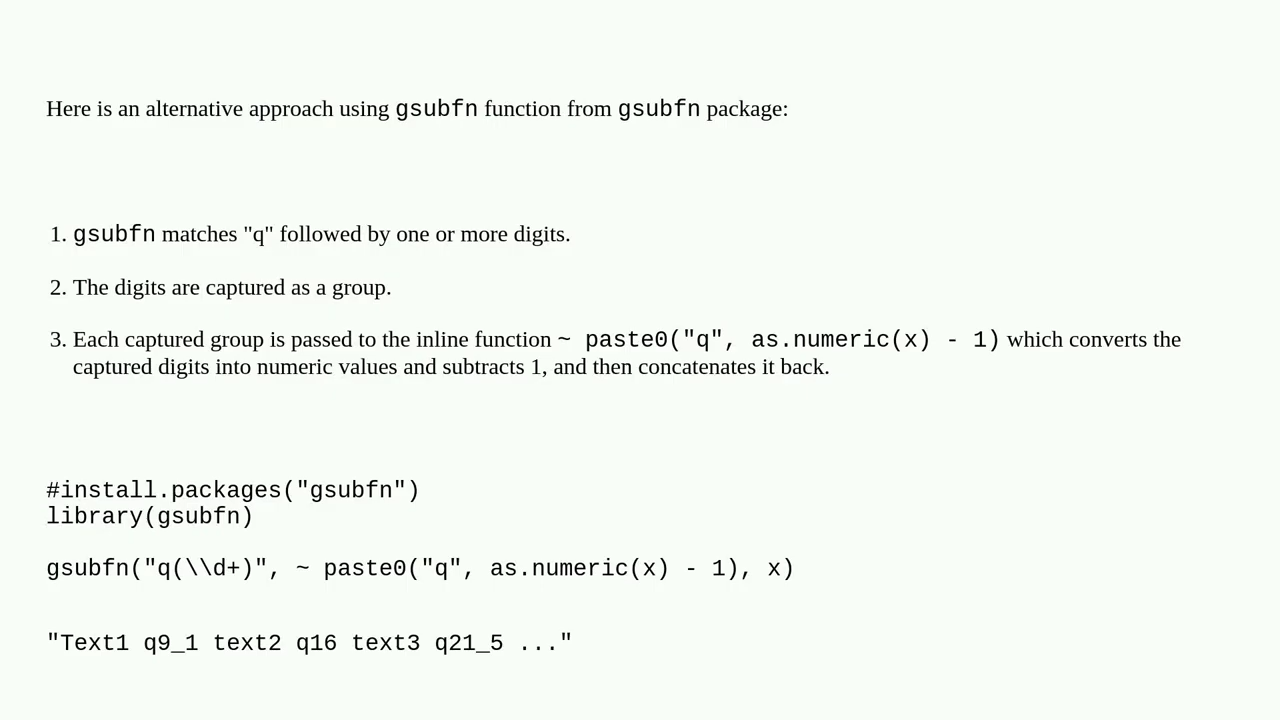 Here is an alternative approach using gsubfn function from gsubfn package:
1. gsubfn matches "q" followed by one or more digits.
2. The digits are captured as a group.
3. Each captured group is passed to the inline function ~ paste0("q", as.numeric(x) - 1) which converts the
captured digits into numeric values and subtracts 1, and then concatenates it back.
#install.packages("gsubfn")
library(gsubfn)
gsubfn("q(\\d+)", ~ paste0("q", as.numeric(x) - 1), x)
"Text1 q9_1 text2 q16 text3 q21_5 ..."